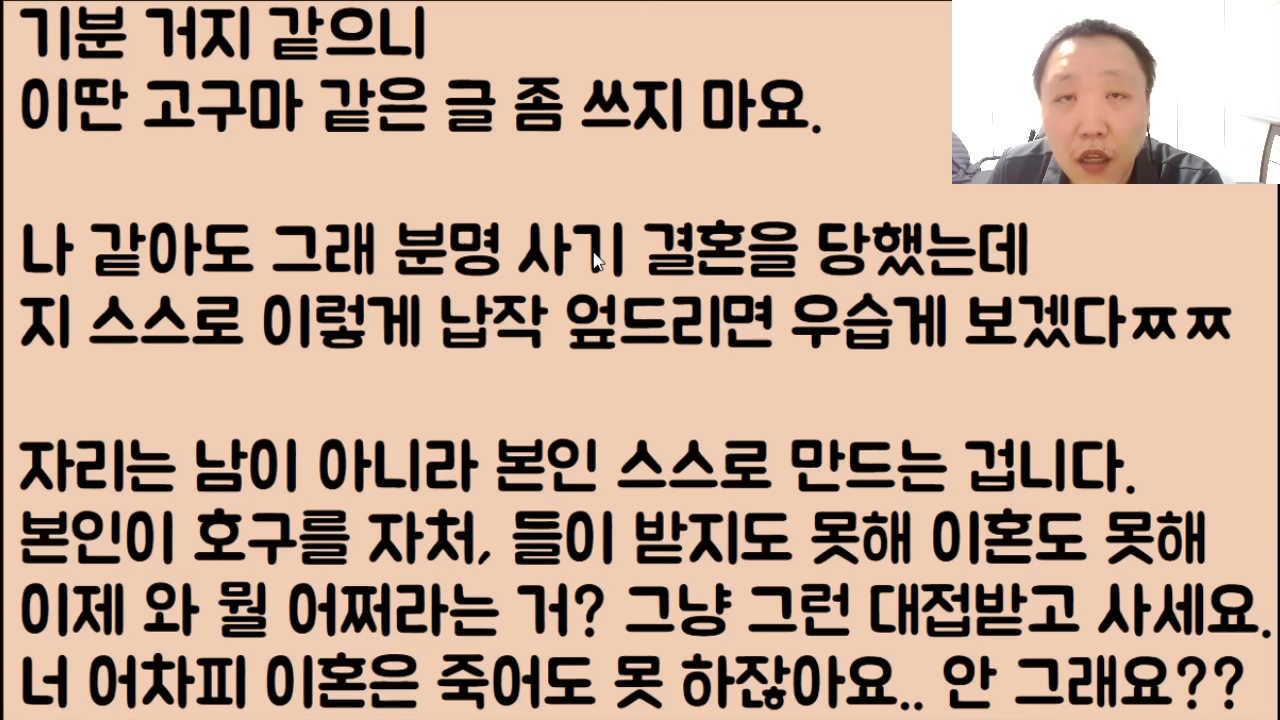 기분 거지 같으니
이딴 고구마 같은 글 좀 쓰지 마요.
나 같아도 그래 분명 사기 결혼을 당했는데
지 스스로 이렇게 납작 엎드리면 우습게 보겠다ㅉㅉ
자리는 남이 아니라 본인 스스로 만드는 겁니다.
본인이 호구를 자처, 들이 받지도 못해 이혼도 못해
이제 와 뭘 어쩌라는 거? 그냥 그런 대접받고 사세요.
너 어차피 이혼은 죽어도 못 하잖아요.. 안 그래요??